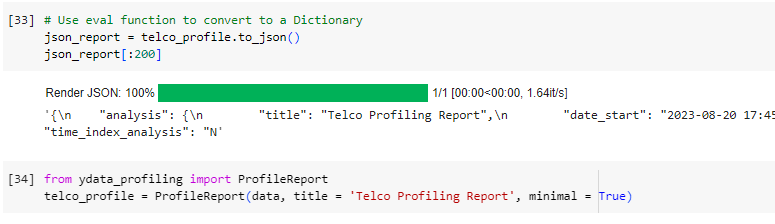 [33] # Use eval function to convert to a Dictionary
json_report = telco_profile.to_json()
json_report[:200]
Render JSON: 100% 1/1 [00:00<00:00, 1.64it/s]
'{\n    "analysis": {\n        "title": "Telco Profiling Report",\n        "date_start": "2023-08-20 17:45
"time_index_analysis": "N'
[34] from ydata_profiling import ProfileReport
telco_profile = ProfileReport(data, title = 'Telco Profiling Report', minimal = True)